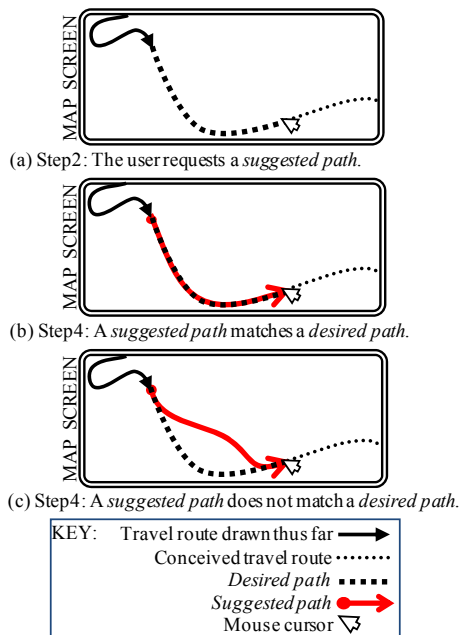 MAP SCREEN
(a) Step2: The user requests a suggested path.
MAP SCREEN
(b) Step4: A suggested path matches a desired path.
MAP SCREEN
(c) Step4: A suggested path does not match a desired path.
KEY: Travel route drawn thus far
Conceived travel route
Desired path
Suggested path
Mouse cursor